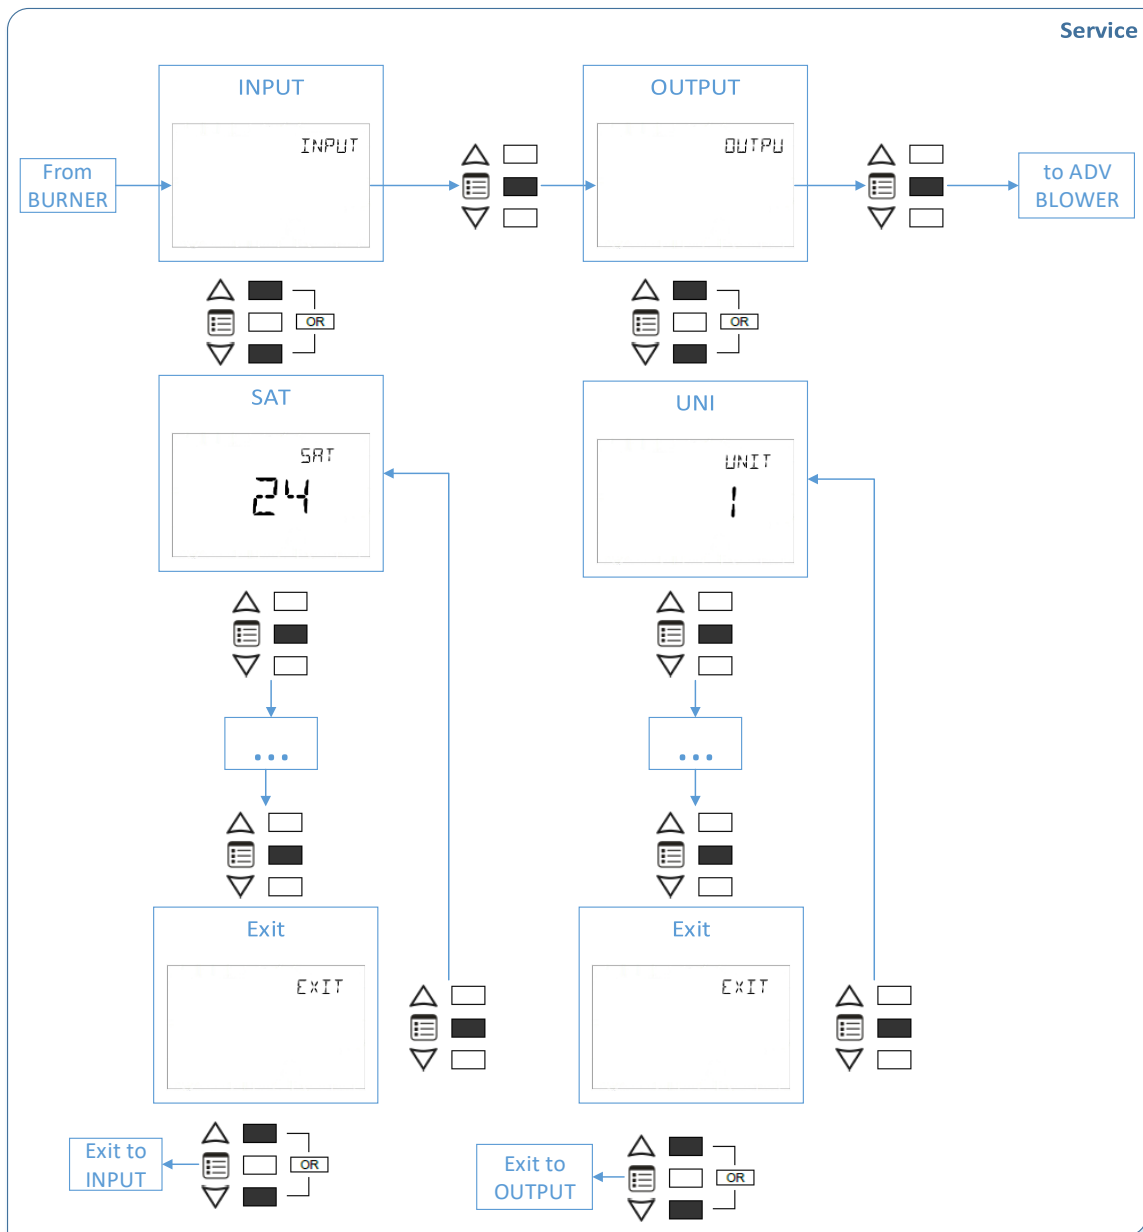 Service
INPUT
OUTPUT
INPUT
OUTPU
From
BURNER
to ADV
BLOWER
OR
OR
SAT
UNI
SAT
24
UNIT
1
...
...
Exit
Exit
EXIT
EXIT
Exit to
INPUT
OR
Exit to
OUTPUT
OR